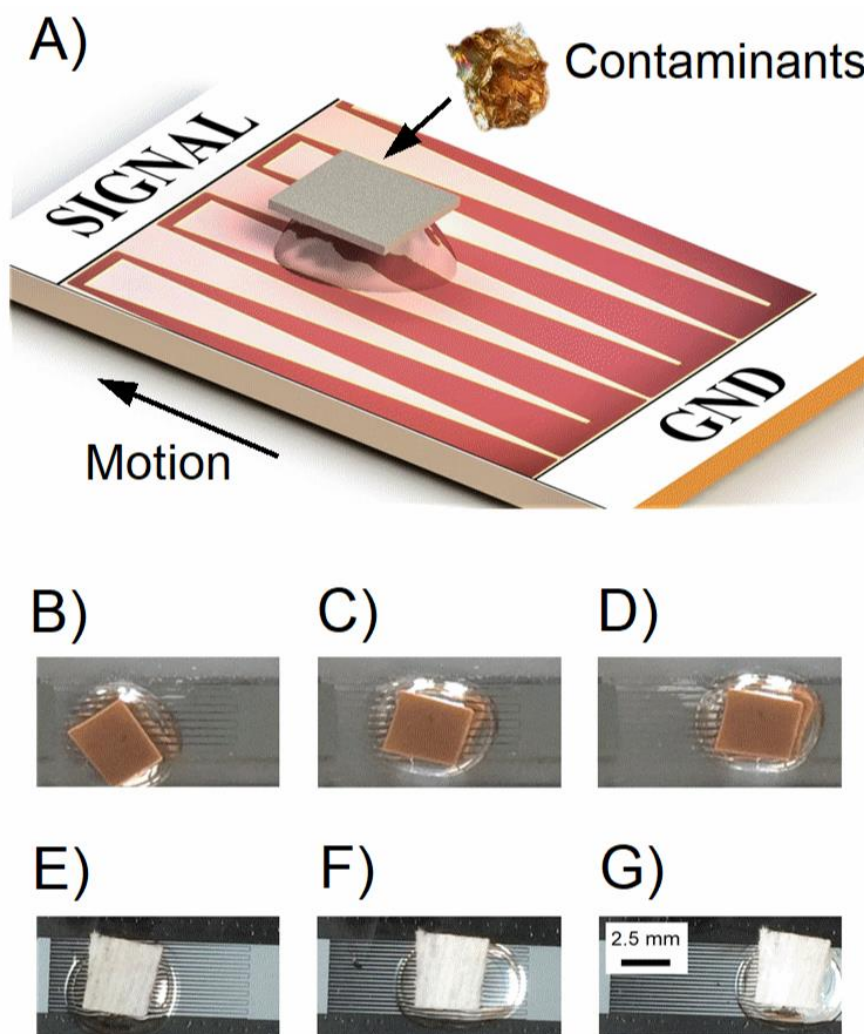 A)
Contaminants
SIGNAL
GND
Motion
B)
C)
D)
E)
F)
G)
2.5 mm